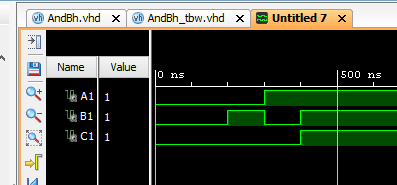 AndBh.vhd AndBh_tbw.vhd Untitled 7
Name Value 0 ns 500 ns
A1 1
B1 1
C1 1